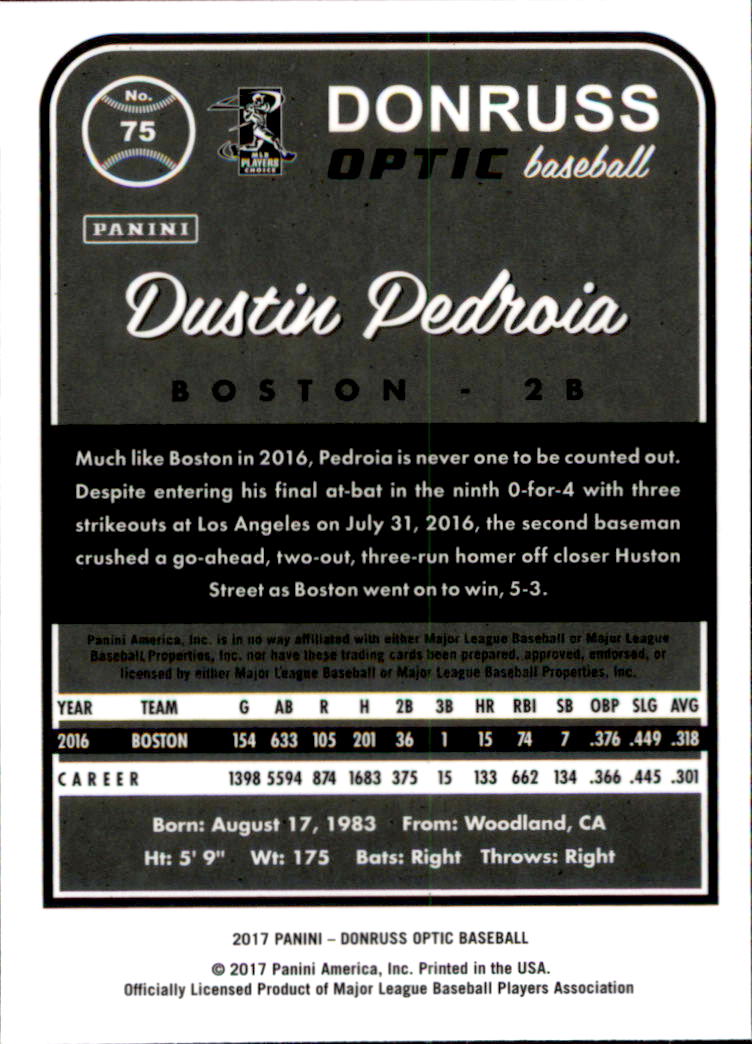 No.
75
MLB
PLAYERS
CHOICE
DONRUSS
OPTIC baseball
PANINI
Dustin Pedroia
BOSTON - 2B
Much like Boston in 2016, Pedroia is never one to be counted out.
Despite entering his final at-bat in the ninth 0-for-4 with three
strikeouts at Los Angeles on July 31, 2016, the second baseman
crushed a go-ahead, two-out, three-run homer off closer Huston
Street as Boston went on to win, 5-3.
Panini America, Inc. is in no way affiliated with either Major League Baseball or Major League
Baseball Properties, Inc. nor have these trading cards been prepared, approved, endorsed, or
licensed by either Major League Baseball or Major League Baseball Properties, Inc.
YEAR TEAM G AB R H 2B 3B HR RBI SB OBP SLG AVG
2016 BOSTON 154 633 105 201 36 1 15 74 7 .376 .449 .318
CAREER 1398 5594 874 1683 375 15 133 662 134 .366 .445 .301
Born: August 17, 1983 From: Woodland, CA
Ht: 5' 9" Wt: 175 Bats: Right Throws: Right
2017 PANINI – DONRUSS OPTIC BASEBALL
© 2017 Panini America, Inc. Printed in the USA.
Officially Licensed Product of Major League Baseball Players Association